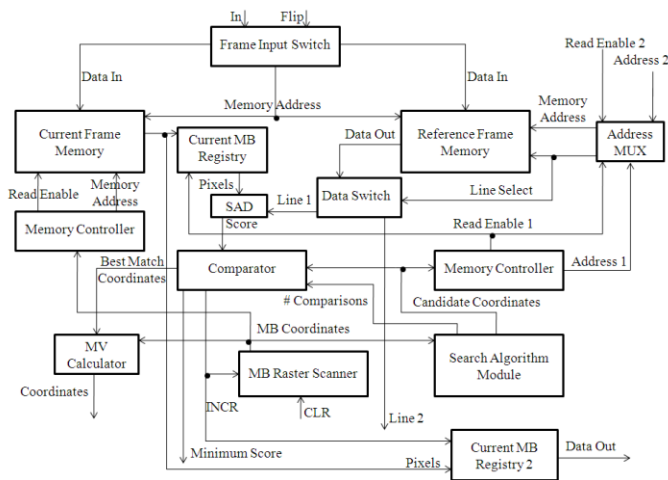 In
Flip
Frame Input Switch
Read Enable 2
Address 2
Data In
Data In
Memory Address
Memory
Address
Current Frame
Memory
Current MB
Registry
Data Out
Reference Frame
Memory
Address
MUX
Read Enable
Memory
Address
Pixels
Data Switch
Line Select
SAD
Line 1
Memory Controller
Score
Read Enable 1
Best Match
Coordinates
Comparator
Memory Controller
Address 1
# Comparisons
Candidate Coordinates
MB Coordinates
MV
Calculator
Search Algorithm
Module
MB Raster Scanner
Coordinates
INCR
CLR
Line 2
Minimum Score
Pixels
Current MB
Registry 2
Data Out